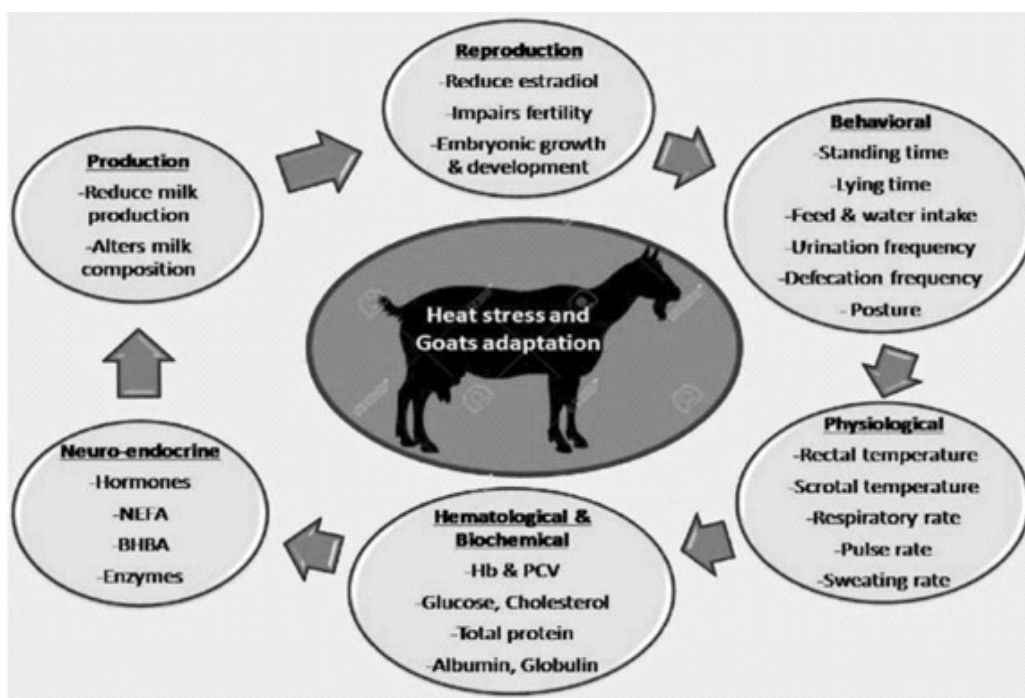 Reproduction
-Reduce estradiol
-Impairs fertility
-Embryonic growth
& development
Behavioral
-Standing time
-Lying time
-Feed & water intake
-Urination frequency
-Defecation frequency
- Posture
Physiological
-Rectal temperature
-Scrotal temperature
-Respiratory rate
-Pulse rate
-Sweating rate
Hematological &
Biochemical
-Hb & PCV
-Glucose, Cholesterol
-Total protein
-Albumin, Globulin
Neuro-endocrine
-Hormones
-NEFA
-BHBA
-Enzymes
Production
-Reduce milk
production
-Alters milk
composition
Heat stress and
Goats adaptation